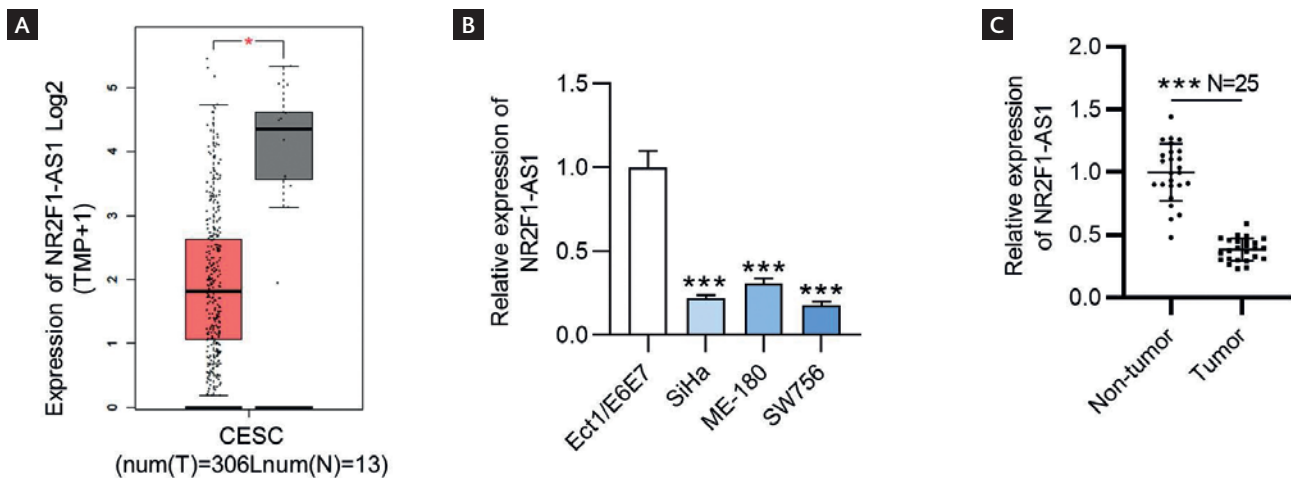 A
Expression of NR2F1-AS1 Log2
(TMP+1)
5
4
3
2
1
0
*
CESC
(num(T)=306Lnum(N)=13)
B
Relative expression of
NR2F1-AS1
1.5
1.0
0.5
0.0
***
***
***
Ect1/E6E7
SiHa
ME-180
SW756
C
Relative expression
of NR2F1-AS1
2.0
1.5
1.0
0.5
0.0
*** N=25
Non-tumor
Tumor